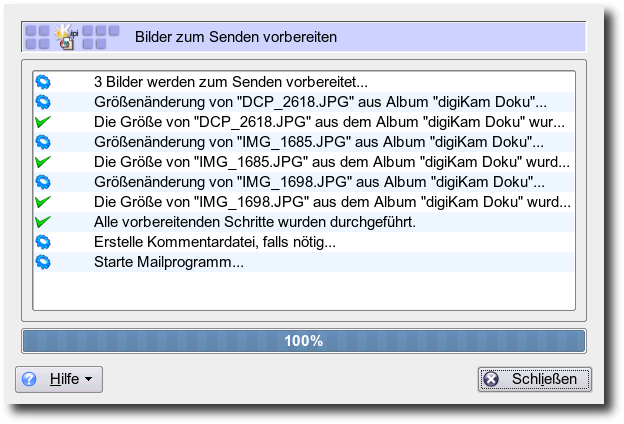 Bilder zum Senden vorbereiten
3 Bilder werden zum Senden vorbereitet...
Größenänderung von "DCP_2618.JPG" aus Album "digiKam Doku"...
Die Größe von "DCP_2618.JPG" aus dem Album "digiKam Doku" wur...
Größenänderung von "IMG_1685.JPG" aus Album "digiKam Doku"...
Die Größe von "IMG_1685.JPG" aus dem Album "digiKam Doku" wurd...
Größenänderung von "IMG_1698.JPG" aus Album "digiKam Doku"...
Die Größe von "IMG_1698.JPG" aus dem Album "digiKam Doku" wurd...
Alle vorbereitenden Schritte wurden durchgeführt.
Erstelle Kommentardatei, falls nötig...
Starte Mailprogramm...
100%
Hilfe
Schließen